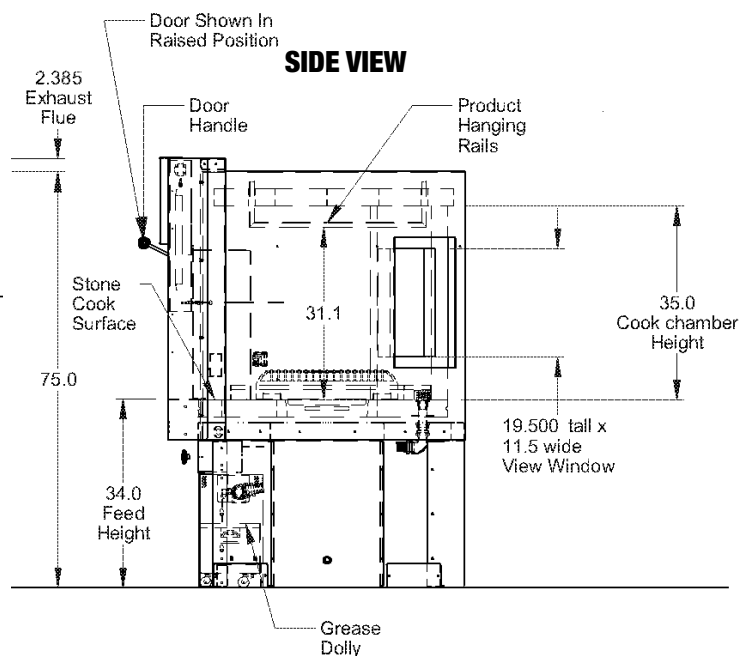 Door Shown In
Raised Position
SIDE VIEW
2.385
Exhaust
Flue
Door
Handle
Product
Hanging
Rails
Stone
Cook
Surface
31.1
35.0
Cook chamber
Height
75.0
19.500 tall x
11.5 wide
View Window
34.0
Feed
Height
Grease
Dolly